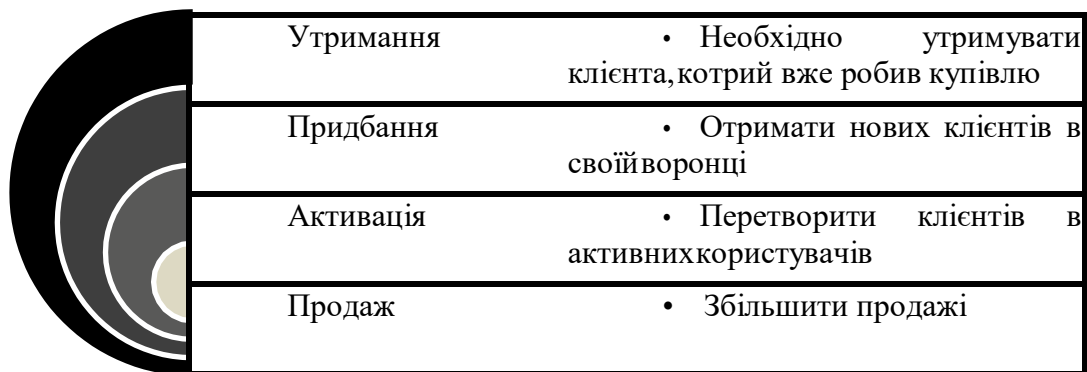 Утримання • Необхідно утримувати
клієнта, котрий вже робив купівлю
Придбання • Отримати нових клієнтів в
своїй воронці
Активація • Перетворити клієнтів в
активних користувачів
Продаж • Збільшити продажі